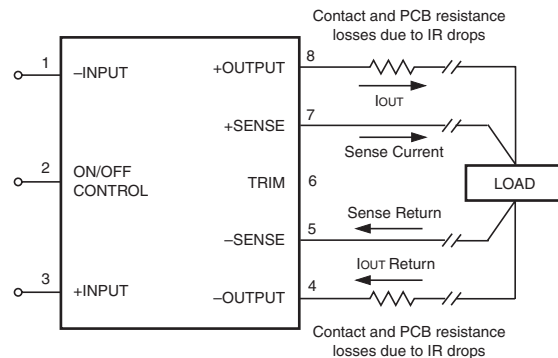 Contact and PCB resistance
losses due to IR drops
1
–INPUT
+OUTPUT
8
IOUT
+SENSE
7
Sense Current
2
ON/OFF
CONTROL
TRIM
6
LOAD
Sense Return
–SENSE
5
IOUT Return
3
+INPUT
–OUTPUT
4
Contact and PCB resistance
losses due to IR drops